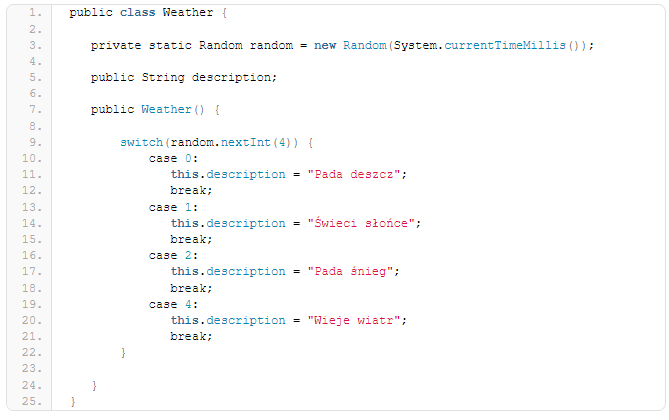 1. public class Weather {
2.
3. private static Random random = new Random(System.currentTimeMillis());
4.
5. public String description;
6.
7. public Weather() {
8.
9. switch(random.nextInt(4)) {
10. case 0:
11. this.description = "Pada deszcz";
12. break;
13. case 1:
14. this.description = "Świeci słońce";
15. break;
16. case 2:
17. this.description = "Pada śnieg";
18. break;
19. case 4:
20. this.description = "Wieje wiatr";
21. break;
22. }
23.
24. }
25. }